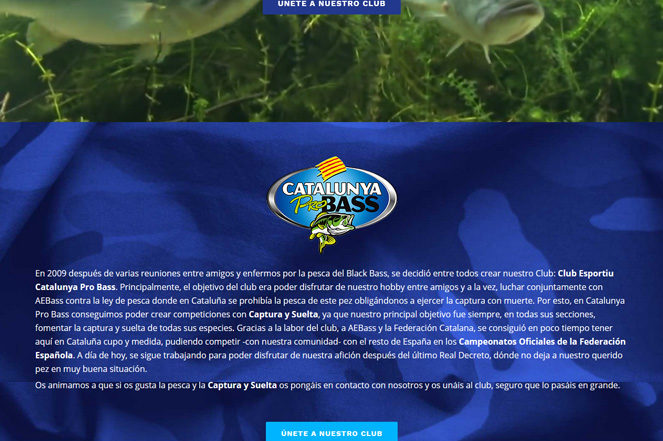 ÚNETE A NUESTRO CLUB
CATALUNYA
Pro BASS
En 2009 después de varias reuniones entre amigos y enfermos por la pesca del Black Bass, se decidió entre todos crear nuestro Club: Club Esportiu
Catalunya Pro Bass. Principalmente, el objetivo del club era poder disfrutar de nuestro hobby entre amigos y a la vez, luchar conjuntamente con
AEBass contra la ley de pesca donde en Cataluña se prohibía la pesca de este pez obligándonos a ejercer la captura con muerte. Por esto, en Catalunya
Pro Bass conseguimos poder crear competiciones con Captura y Suelta, ya que nuestro principal objetivo fue siempre, en todas sus secciones,
fomentar la captura y suelta de todas sus especies. Gracias a la labor del club, a AEBass y la Federación Catalana, se consiguió en poco tiempo tener
aquí en Cataluña cupo y medida, pudiendo competir -con nuestra comunidad- con el resto de España en los Campeonatos Oficiales de la Federación
Española. A día de hoy, se sigue trabajando para poder disfrutar de nuestra afición después del último Real Decreto, dónde no deja a nuestro querido
pez en muy buena situación.
Os animamos a que si os gusta la pesca y la Captura y Suelta os pongáis en contacto con nosotros y os unáis al club, seguro que lo pasáis en grande.
ÚNETE A NUESTRO CLUB